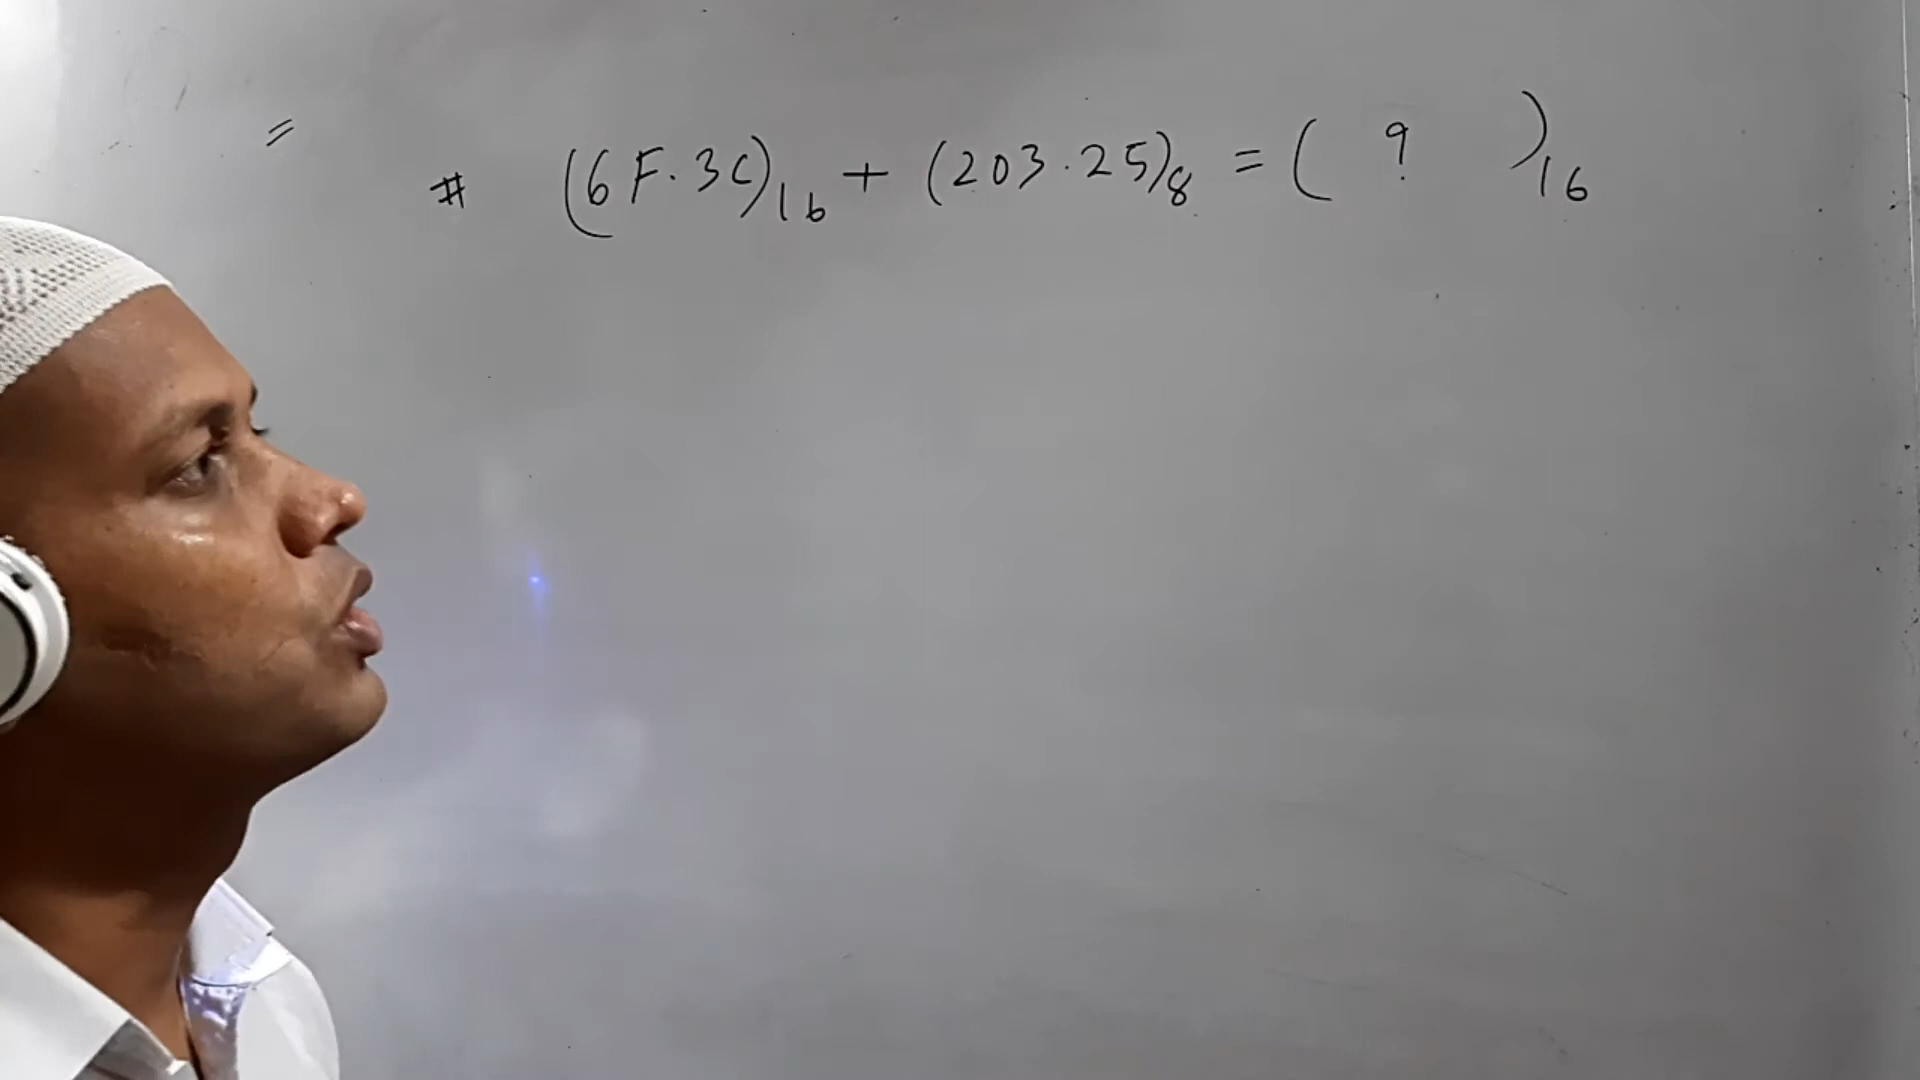 =
# (6F.3C)₁₆ + (203.25)₈ = ( ? )₁₆